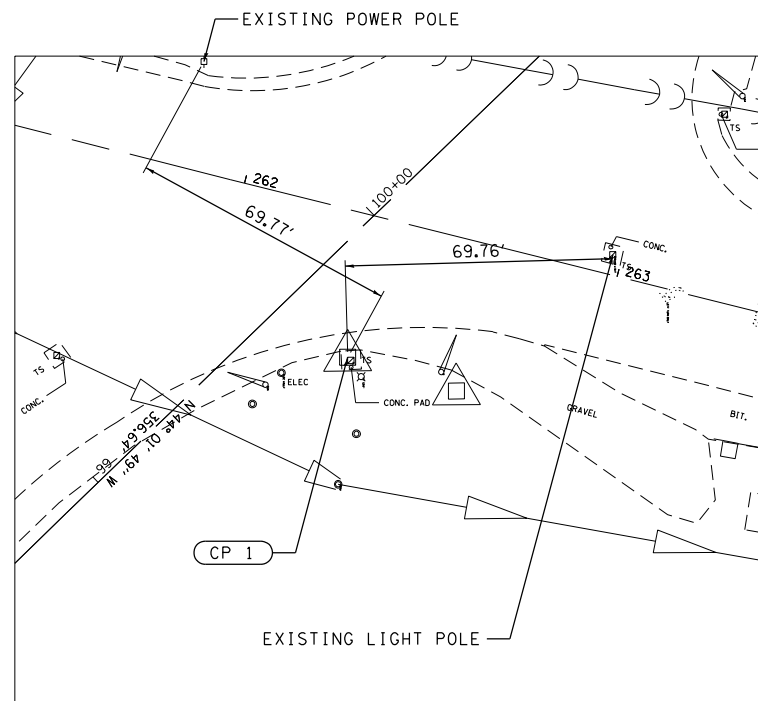 EXISTING POWER POLE
TS
262
100+00
69.77'
69.76'
CONC.
TS
263
TS
CONC.
TS
ELEC
CONC. PAD
GRAVEL
BIT.
N 44° 01' 49" W
356.64'
99
CP 1
EXISTING LIGHT POLE